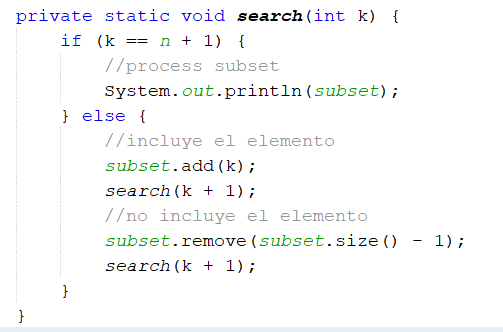 private static void search(int k) {
if (k == n + 1) {
//process subset
System.out.println(subset);
} else {
//incluye el elemento
subset.add(k);
search(k + 1);
//no incluye el elemento
subset.remove(subset.size() - 1);
search(k + 1);
}
}